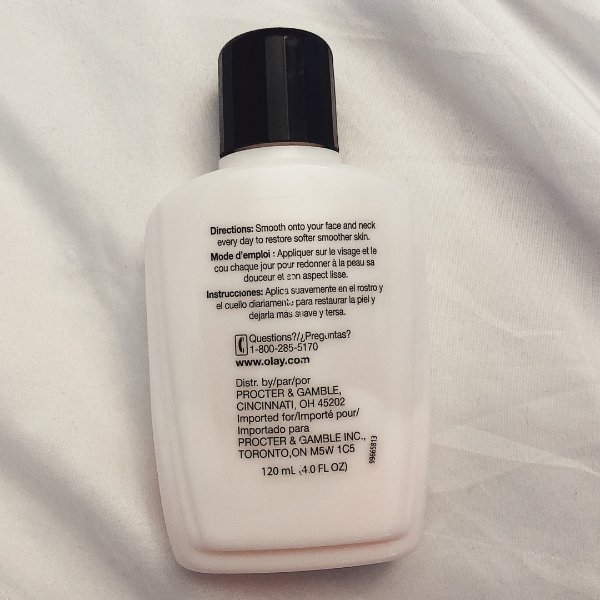 Directions: Smooth onto your face and neck
every day to restore softer smoother skin.
Mode d'emploi : Appliquer sur le visage et le
cou chaque jour pour redonner à la peau sa
douceur et son aspect lisse.
Instrucciones: Aplica suavemente en el rostro y
el cuello diariamente para restaurar la piel y
dejarla más suave y tersa.
Questions?/¿Preguntas?
1-800-285-5170
www.olay.com
Distr. by/par/por
PROCTER & GAMBLE,
CINCINNATI, OH 45202
Imported for/Importé pour/
Importado para
PROCTER & GAMBLE INC.,
TORONTO,ON M5W 1C5
120 mL (4.0 FL OZ)
99665813